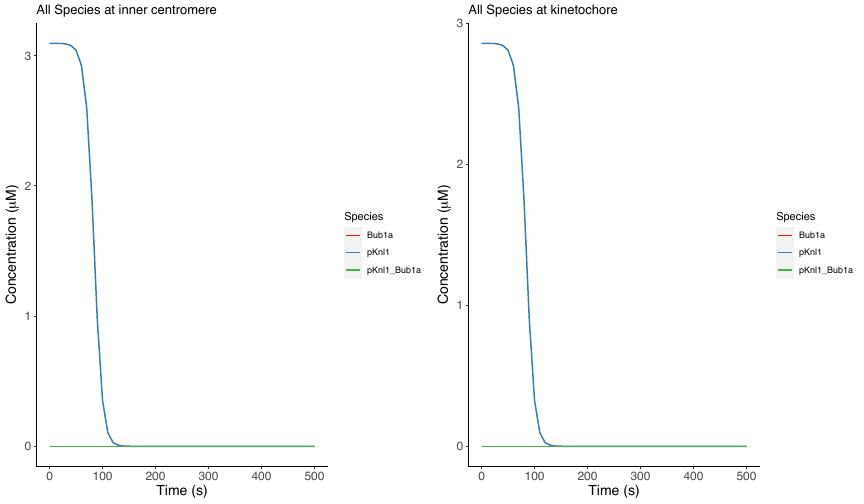 All Species at inner centromere
Concentration (μM)
3
2
1
0
0 100 200 300 400 500
Time (s)
Species
Bub1a
pKnl1
pKnl1_Bub1a
All Species at kinetochore
Concentration (μM)
3
2
1
0
0 100 200 300 400 500
Time (s)
Species
Bub1a
pKnl1
pKnl1_Bub1a